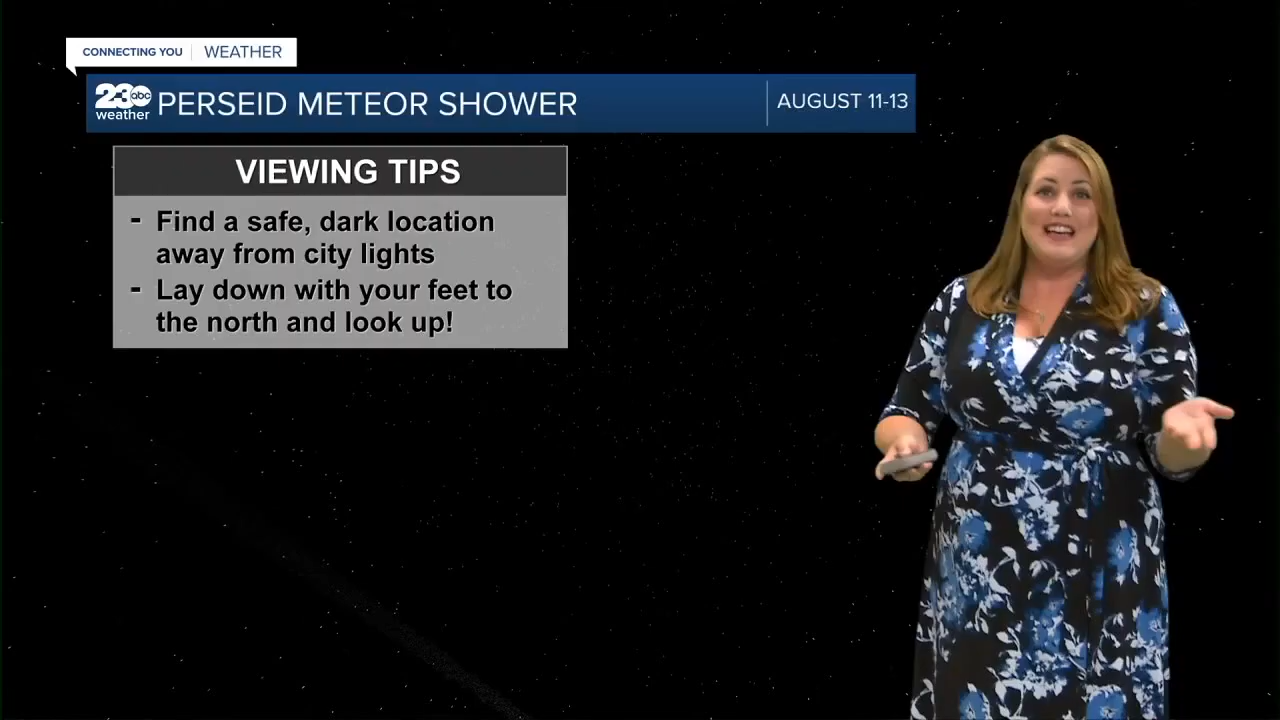 CONNECTING YOU WEATHER
23 abc
weather
PERSEID METEOR SHOWER
AUGUST 11-13
VIEWING TIPS
- Find a safe, dark location
away from city lights
- Lay down with your feet to
the north and look up!